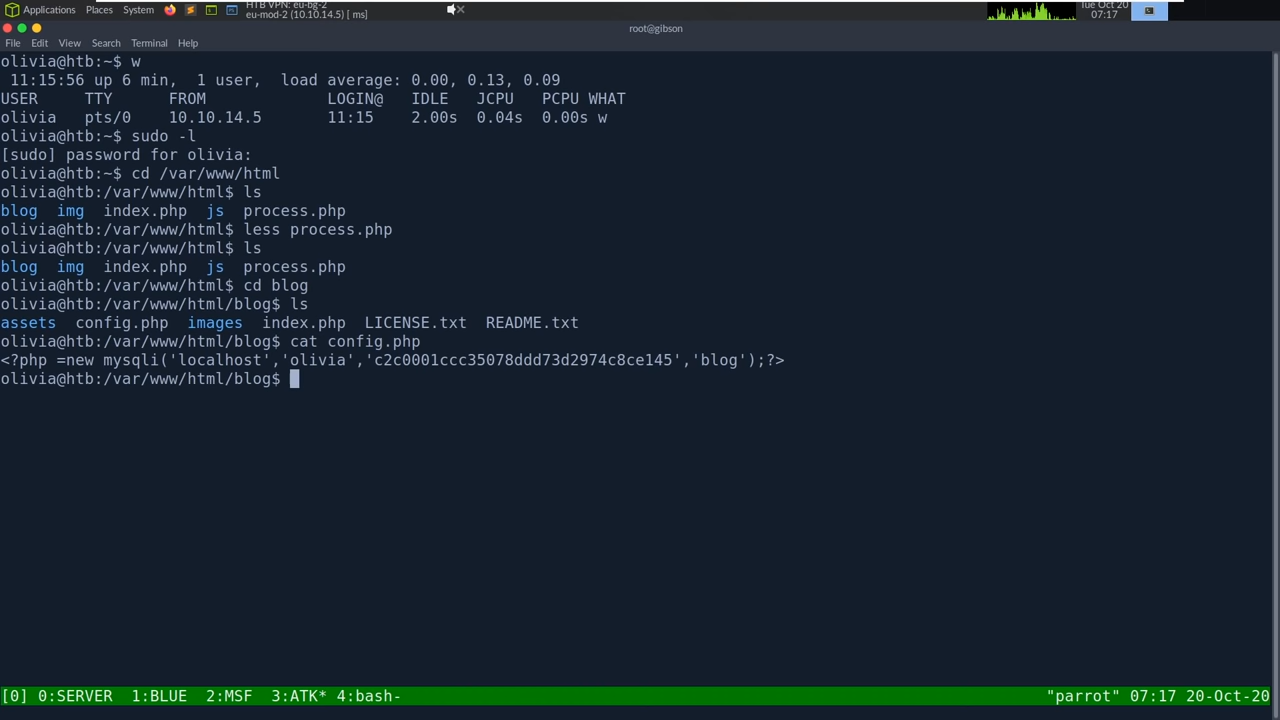 Applications Places System HTB VPN: eu-bg-2 Tue Oct 20
eu-mod-2 (10.10.14.5) [ ms] 07:17
root@gibson
File Edit View Search Terminal Help
olivia@htb:~$ w
11:15:56 up 6 min, 1 user, load average: 0.00, 0.13, 0.09
USER TTY FROM LOGIN@ IDLE JCPU PCPU WHAT
olivia pts/0 10.10.14.5 11:15 2.00s 0.04s 0.00s w
olivia@htb:~$ sudo -l
[sudo] password for olivia:
olivia@htb:~$ cd /var/www/html
olivia@htb:/var/www/html$ ls
blog img index.php js process.php
olivia@htb:/var/www/html$ less process.php
olivia@htb:/var/www/html$ ls
blog img index.php js process.php
olivia@htb:/var/www/html$ cd blog
olivia@htb:/var/www/html/blog$ ls
assets config.php images index.php LICENSE.txt README.txt
olivia@htb:/var/www/html/blog$ cat config.php
<?php =new mysqli('localhost','olivia','c2c0001ccc35078ddd73d2974c8ce145','blog');?>
olivia@htb:/var/www/html/blog$
[0] 0:SERVER 1:BLUE 2:MSF 3:ATK* 4:bash- "parrot" 07:17 20-Oct-20